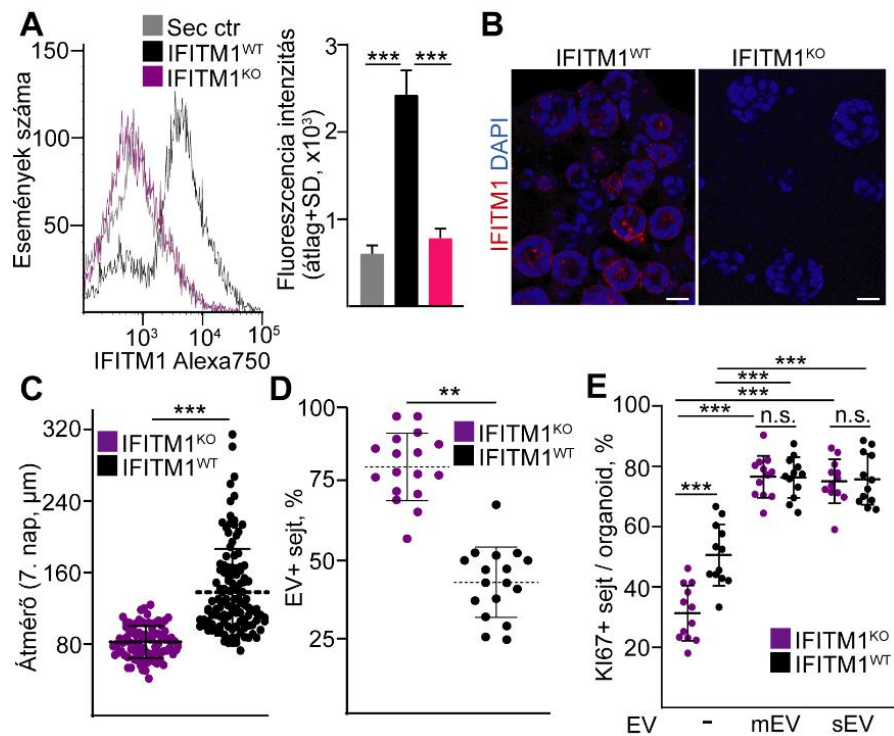 A
Sec ctr
IFITM1WT
IFITM1KO
150
100
50
Események száma
10³ 10⁴ 10⁵
IFITM1 Alexa750
Fluoreszcencia intenzitás
(átlag+SD, x10³)
3
2
1
0
*** ***
B
IFITM1WT IFITM1KO
IFITM1 DAPI
C
***
IFITM1KO
IFITM1WT
320
240
160
80
Átmérő (7. nap, µm)
D
**
IFITM1KO
IFITM1WT
100
75
50
25
EV+ sejt, %
E
***
***
***
*** n.s. n.s.
***
80
60
40
20
KI67+ sejt / organoid, %
IFITM1KO
IFITM1WT
EV - mEV sEV